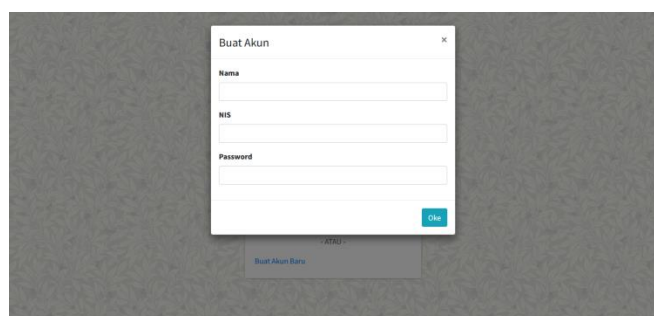 Buat Akun
×
Nama
NIS
Password
Oke
- ATAU -
Buat Akun Baru